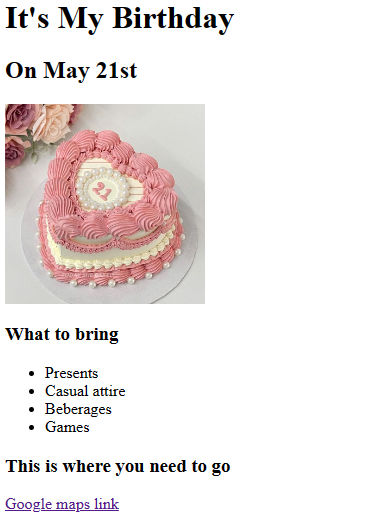 It's My Birthday
On May 21st
21
What to bring
Presents
Casual attire
Beberages
Games
This is where you need to go
Google maps link